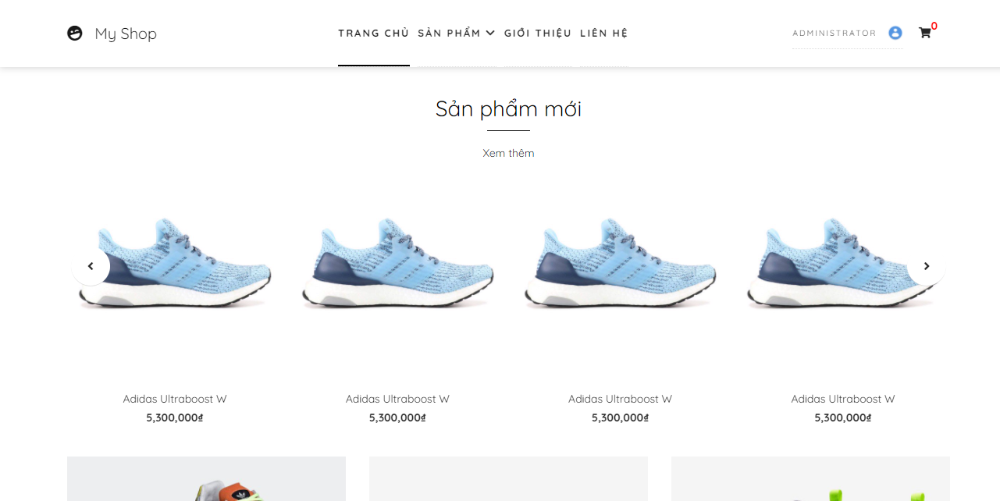 My Shop
TRANG CHỦ SẢN PHẨM GIỚI THIỆU LIÊN HỆ
ADMINISTRATOR
0
Sản phẩm mới
Xem thêm
Adidas Ultraboost W
5,300,000₫
Adidas Ultraboost W
5,300,000₫
Adidas Ultraboost W
5,300,000₫
Adidas Ultraboost W
5,300,000₫